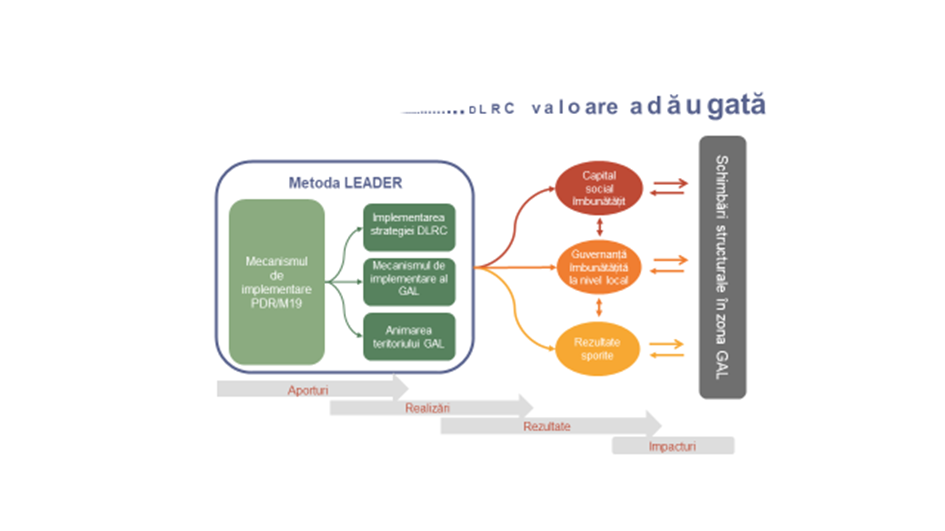 DLRC valoare adăugată
Metoda LEADER
Mecanismul
de
implementare
PDR/M19
Implementarea
strategiei DLRC
Mecanismul de
implementare al
GAL
Animarea
teritoriului GAL
Capital
social
îmbunătățit
Guvernanță
îmbunătățită
la nivel local
Rezultate
sporite
Schimbări structurale în zona GAL
Aporturi
Realizări
Rezultate
Impacturi